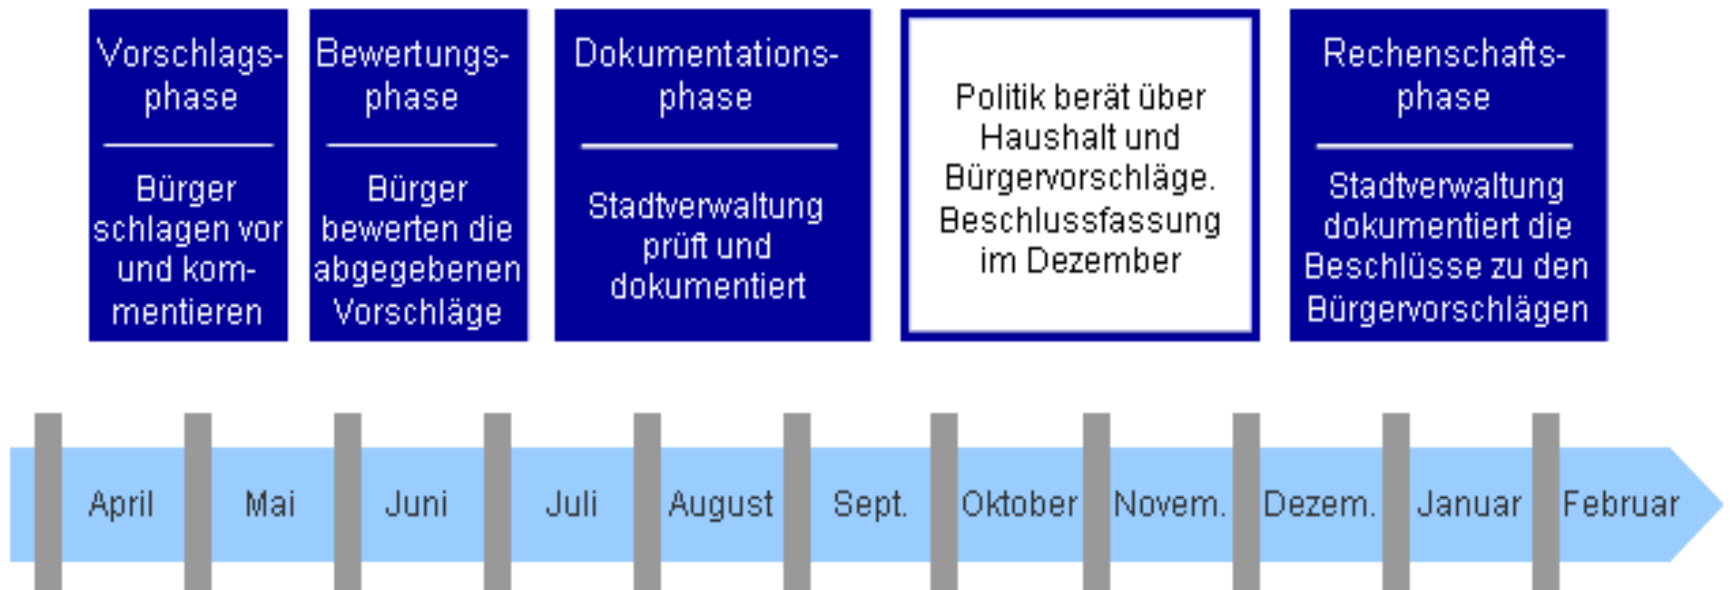 Vorschlags-
phase
Bürger
schlagen vor
und kom-
mentieren
Bewertungs-
phase
Bürger
bewerten die
abgegebenen
Vorschläge
Dokumentations-
phase
Stadtverwaltung
prüft und
dokumentiert
Politik berät über
Haushalt und
Bürgervorschläge.
Beschlussfassung
im Dezember
Rechenschafts-
phase
Stadtverwaltung
dokumentiert die
Beschlüsse zu den
Bürgervorschlägen
April Mai Juni Juli August Sept. Oktober Novem. Dezem. Januar Februar